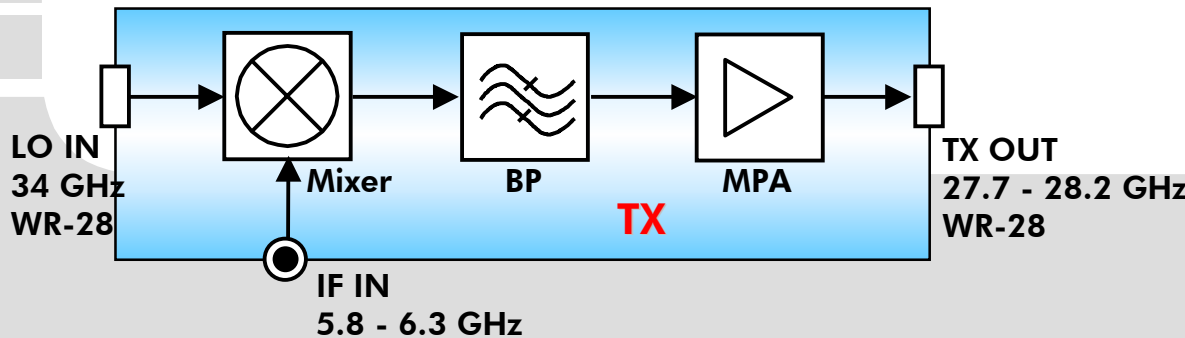 LO IN
34 GHz
WR-28
Mixer
BP
MPA
TX
IF IN
5.8 - 6.3 GHz
TX OUT
27.7 - 28.2 GHz
WR-28